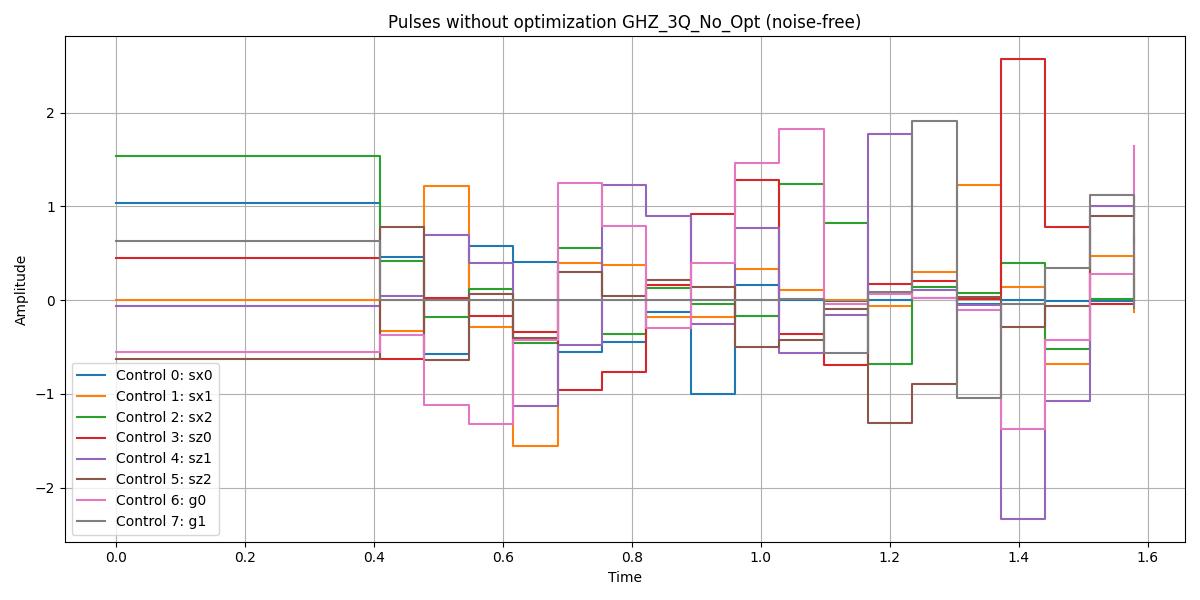 Pulses without optimization GHZ_3Q_No_Opt (noise-free)
Amplitude
2
1
0
−1
−2
Control 0: sx0
Control 1: sx1
Control 2: sx2
Control 3: sz0
Control 4: sz1
Control 5: sz2
Control 6: g0
Control 7: g1
0.0 0.2 0.4 0.6 0.8 1.0 1.2 1.4 1.6
Time